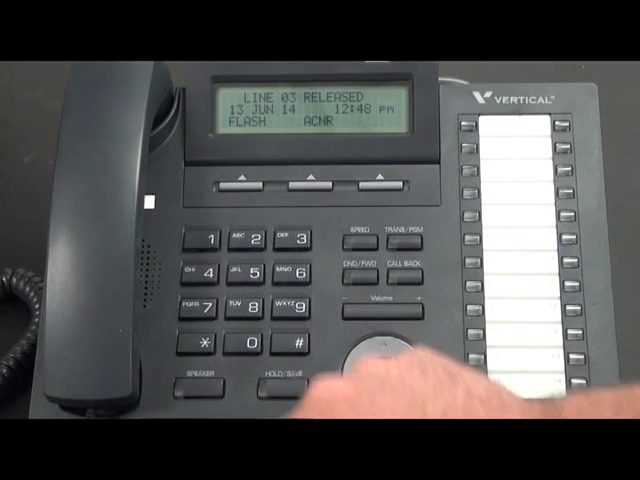 LINE 03 RELEASED
13 JUN 14 12:48 PM
FLASH ACNR
VERTICAL
SPEED TRANS/PGM
DND/FWD CALL BACK
- Volume +
1 ABC 2 DEF 3
GHI 4 JKL 5 MNO 6
PQRS 7 TUV 8 WXYZ 9
* 0 #
SPEAKER HOLD/SAVE